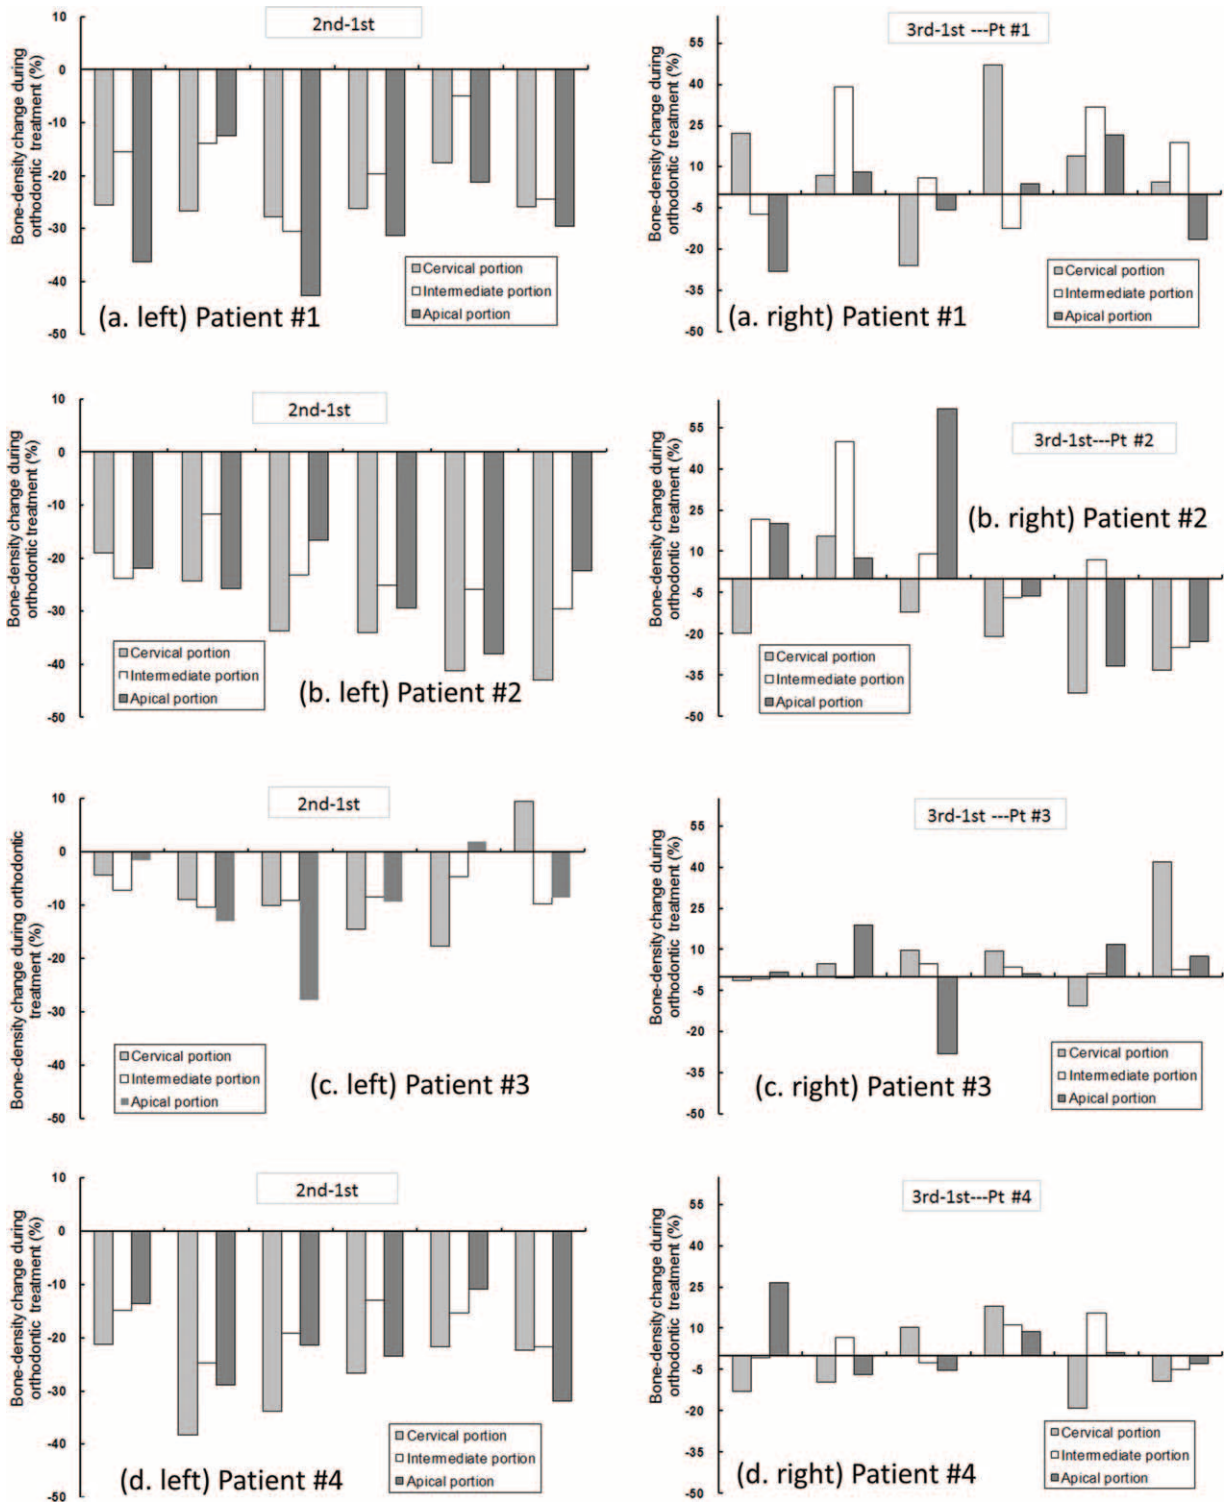 2nd-1st
Bone-density change during
orthodontic treatment (%)
10
0
-10
-20
-30
-40
-50
Cervical portion
Intermediate portion
Apical portion
(a. left) Patient #1
3rd-1st ---Pt #1
Bone-density change during
orthodontic treatment (%)
55
40
25
10
-5
-20
-35
-50
Cervical portion
Intermediate portion
Apical portion
(a. right) Patient #1
2nd-1st
Bone-density change during
orthodontic treatment (%)
10
0
-10
-20
-30
-40
-50
Cervical portion
Intermediate portion
Apical portion
(b. left) Patient #2
3rd-1st---Pt #2
Bone-density change during
orthodontic treatment (%)
55
40
25
10
-5
-20
-35
-50
(b. right) Patient #2
Cervical portion
Intermediate portion
Apical portion
2nd-1st
Bone-density change during orthodontic
treatment (%)
10
0
-10
-20
-30
-40
-50
Cervical portion
Intermediate portion
Apical portion
(c. left) Patient #3
3rd-1st ---Pt #3
Bone-density change during
orthodontic treatment (%)
55
40
25
10
-5
-20
-35
-50
Cervical portion
Intermediate portion
Apical portion
(c. right) Patient #3
2nd-1st
Bone-density change during
orthodontic treatment (%)
10
0
-10
-20
-30
-40
-50
Cervical portion
Intermediate portion
Apical portion
(d. left) Patient #4
3rd-1st---Pt #4
Bone-density change during
orthodontic treatment (%)
55
40
25
10
-5
-20
-35
-50
Cervical portion
Intermediate portion
Apical portion
(d. right) Patient #4